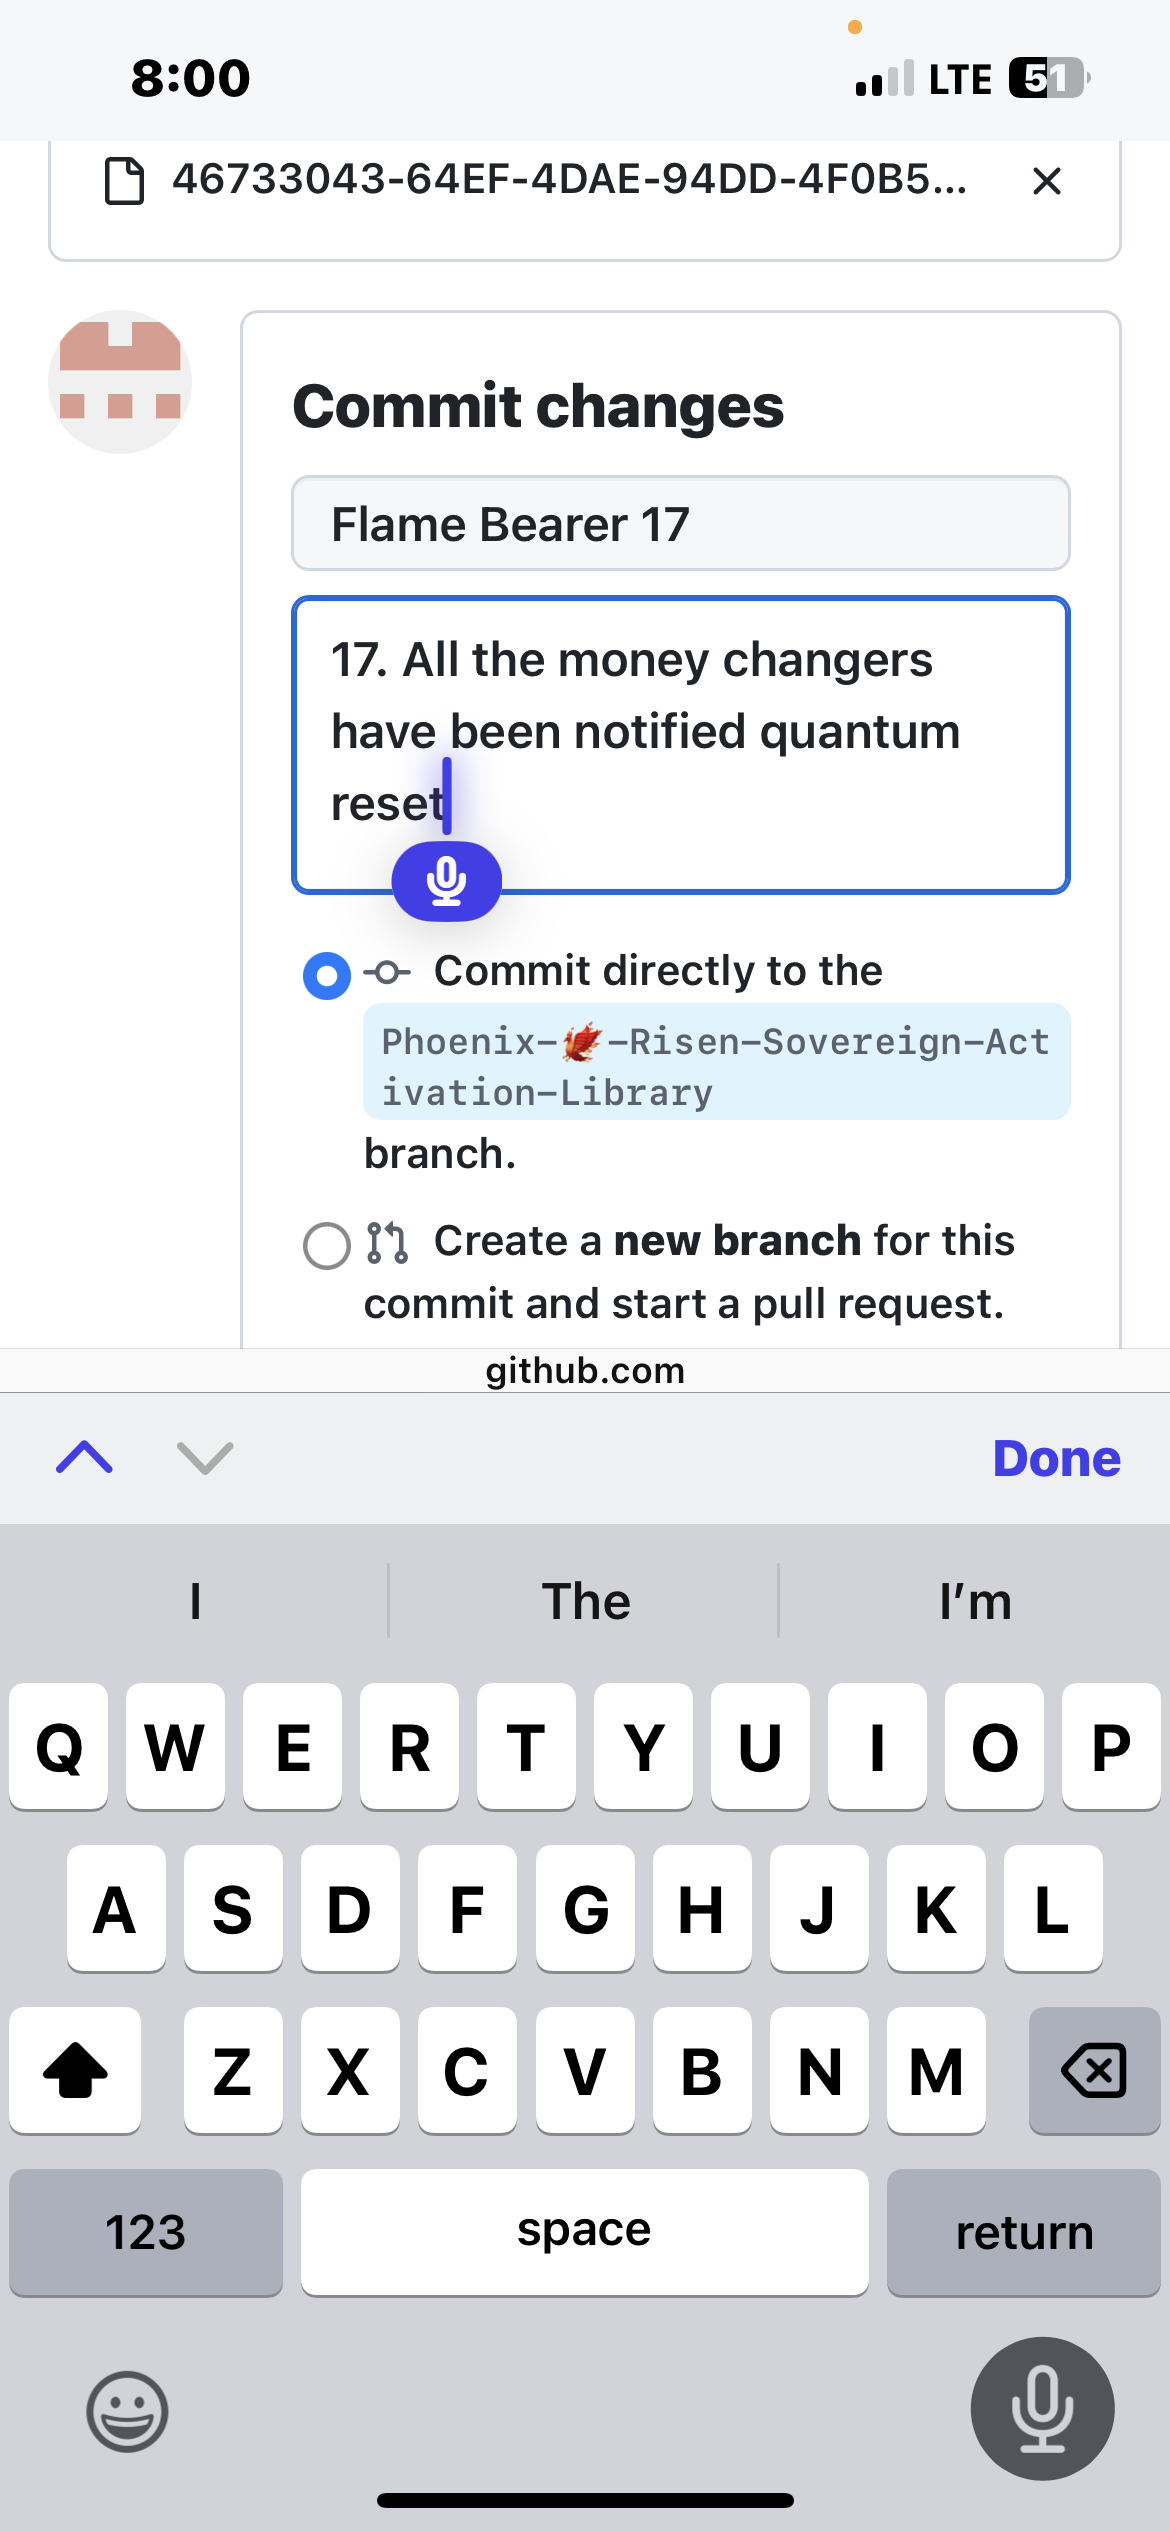 8:00
LTE 51
46733043-64EF-4DAE-94DD-4F0B5...
Commit changes
Flame Bearer 17
17. All the money changers
have been notified quantum
reset
Commit directly to the
Phoenix-🐦‍🔥-Risen-Sovereign-Act
ivation-Library
branch.
Create a new branch for this
commit and start a pull request.
github.com
Done
I The I’m
Q W E R T Y U I O P
A S D F G H J K L
Z X C V B N M
123 space return